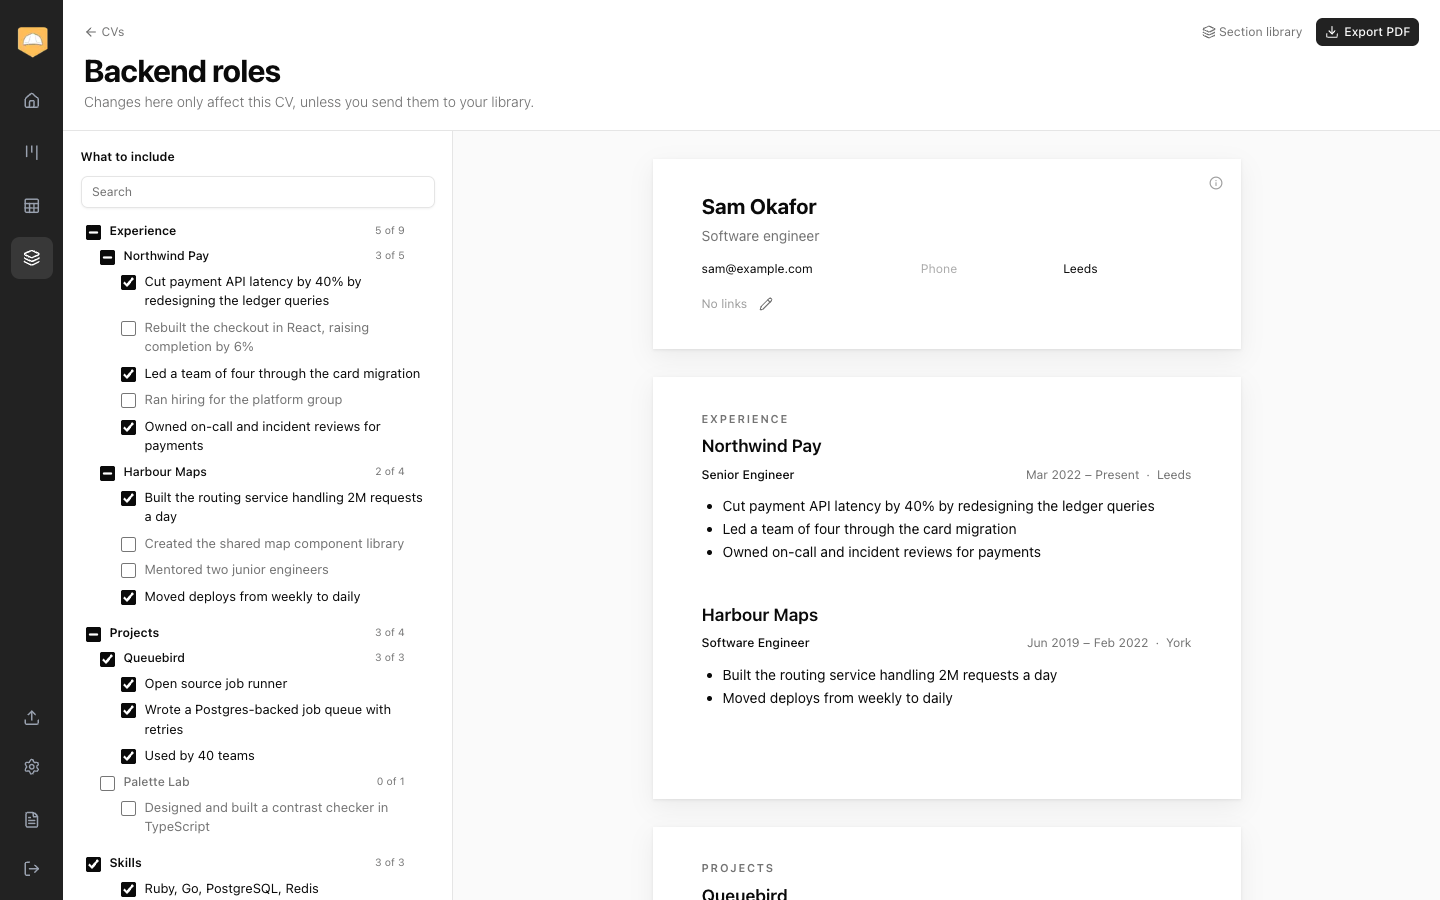 CVs
Section library
Export PDF
Backend roles
Changes here only affect this CV, unless you send them to your library.
What to include
Search
Experience 5 of 9
Northwind Pay 3 of 5
Cut payment API latency by 40% by
redesigning the ledger queries
Rebuilt the checkout in React, raising
completion by 6%
Led a team of four through the card migration
Ran hiring for the platform group
Owned on-call and incident reviews for
payments
Harbour Maps 2 of 4
Built the routing service handling 2M requests
a day
Created the shared map component library
Mentored two junior engineers
Moved deploys from weekly to daily
Projects 3 of 4
Queuebird 3 of 3
Open source job runner
Wrote a Postgres-backed job queue with
retries
Used by 40 teams
Palette Lab 0 of 1
Designed and built a contrast checker in
TypeScript
Skills 3 of 3
Ruby, Go, PostgreSQL, Redis
Sam Okafor
Software engineer
sam@example.com Phone Leeds
No links
EXPERIENCE
Northwind Pay
Senior Engineer Mar 2022 – Present · Leeds
• Cut payment API latency by 40% by redesigning the ledger queries
• Led a team of four through the card migration
• Owned on-call and incident reviews for payments
Harbour Maps
Software Engineer Jun 2019 – Feb 2022 · York
• Built the routing service handling 2M requests a day
• Moved deploys from weekly to daily
PROJECTS
Queuebird